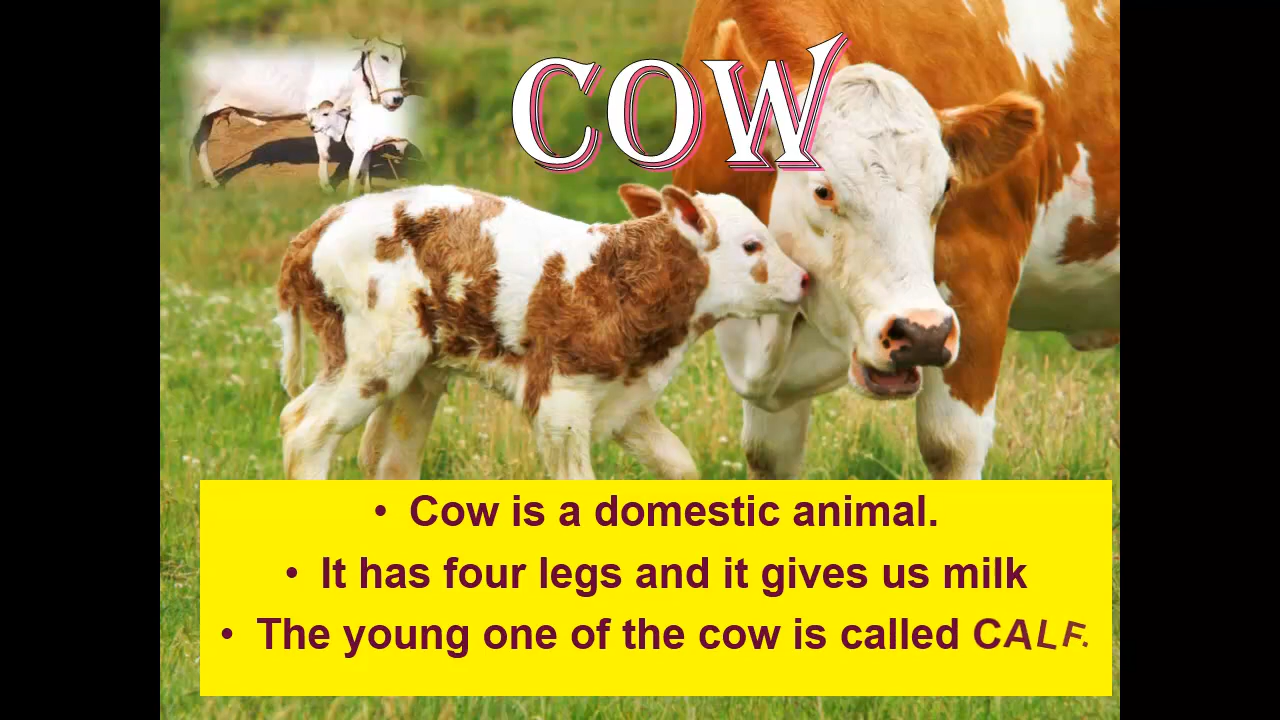 COW
• Cow is a domestic animal.
• It has four legs and it gives us milk
• The young one of the cow is called CALF.